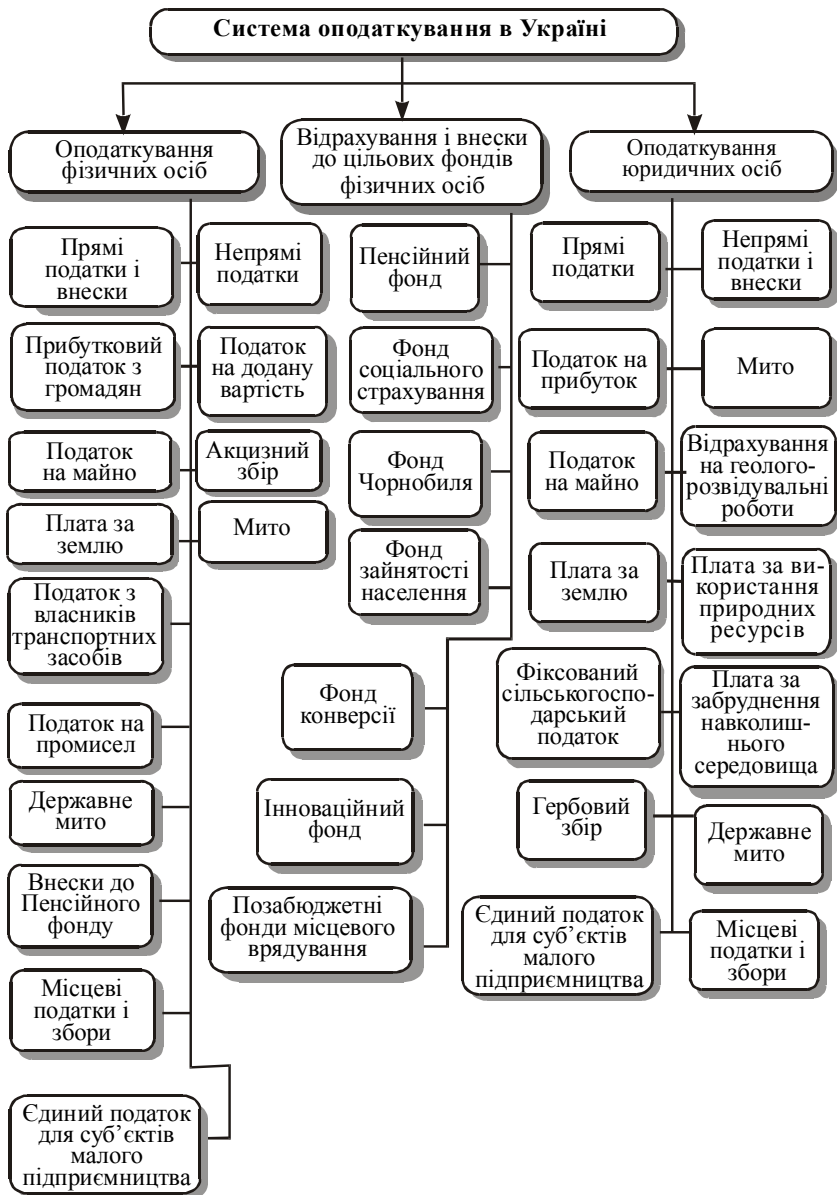 Система оподаткування в Україні
Оподаткування
фізичних осіб
Відрахування і внески
до цільових фондів
фізичних осіб
Оподаткування
юридичних осіб
Прямі
податки і
внески
Непрямі
податки
Прибутковий
податок з
громадян
Податок
на додану
вартість
Податок
на майно
Акцизний
збір
Плата за
землю
Мито
Податок з
власників
транспортних
засобів
Податок на
промисел
Державне
мито
Внески до
Пенсійного
фонду
Місцеві
податки і
збори
Єдиний податок
для суб’єктів
малого
підприємництва
Пенсійний
фонд
Фонд
соціального
страхування
Фонд
Чорнобиля
Фонд
зайнятості
населення
Фонд
конверсії
Інноваційний
фонд
Позабюджетні
фонди місцевого
врядування
Прямі
податки
Непрямі
податки і
внески
Податок на
прибуток
Мито
Податок
на майно
Відрахування
на геолого-
розвідувальні
роботи
Плата за
землю
Плата за ви-
користання
природних
ресурсів
Фіксований
сільськогоспо-
дарський
податок
Плата за
забруднення
навколиш-
нього
середовища
Гербовий
збір
Державне
мито
Єдиний податок
для суб’єктів
малого
підприємництва
Місцеві
податки і
збори